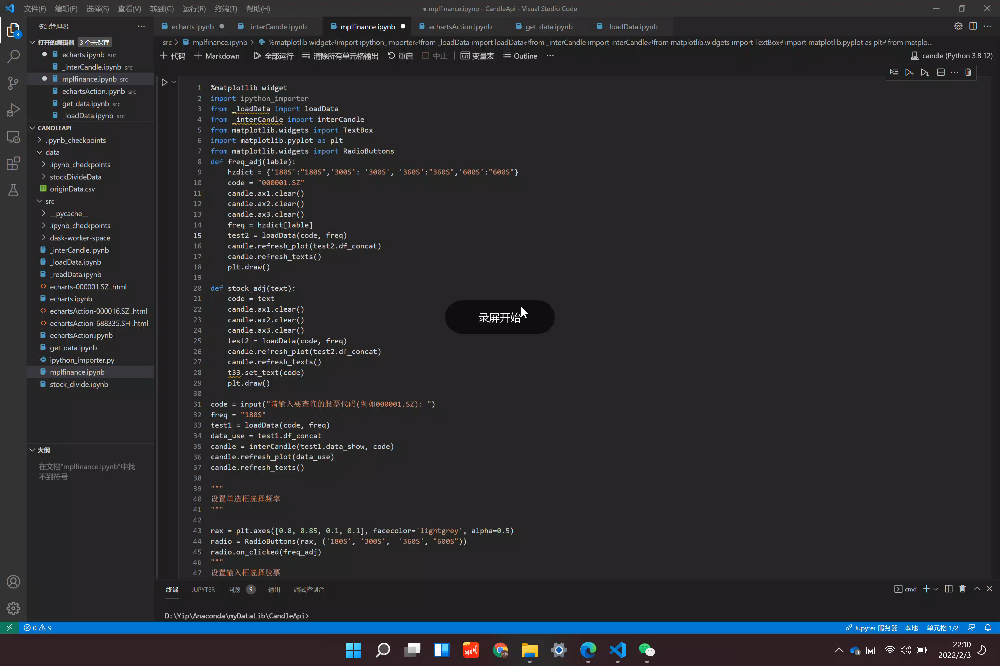 文件(F) 编辑(E) 选择(S) 查看(V) 转到(G) 运行(R) 终端(T) 帮助(H)
● mplfinance.ipynb - CandleApi - Visual Studio Code
资源管理器
echarts.ipynb
_interCandle.ipynb
mplfinance.ipynb
echartsAction.ipynb
get_data.ipynb
_loadData.ipynb
打开的编辑器 3 个未保存
echarts.ipynb src
_interCandle.ipynb src
mplfinance.ipynb src
echartsAction.ipynb src
get_data.ipynb src
_loadData.ipynb src
CANDLEAPI
.ipynb_checkpoints
data
.ipynb_checkpoints
stockDivideData
originData.csv
src
__pycache__
.ipynb_checkpoints
dask-worker-space
_interCandle.ipynb
_loadData.ipynb
_readData.ipynb
echarts-000001.SZ .html
echarts.ipynb
echartsAction-000016.SZ .html
echartsAction-688335.SH .html
echartsAction.ipynb
get_data.ipynb
ipython_importer.py
mplfinance.ipynb
stock_divide.ipynb
大纲
在文档“mplfinance.ipynb”中找
不到符号
3
src > mplfinance.ipynb > %matplotlib widget⏎import ipython_importer⏎from _loadData import loadData⏎from _interCandle import interCandle⏎from matplotlib.widgets import TextBox⏎import matplotlib.pyplot as plt⏎from matplo...
代码 Markdown 全部运行 清除所有单元格输出 重启 中止 变量表 Outline ···
candle (Python 3.8.12)
1 %matplotlib widget
2 import ipython_importer
3 from _loadData import loadData
4 from _interCandle import interCandle
5 from matplotlib.widgets import TextBox
6 import matplotlib.pyplot as plt
7 from matplotlib.widgets import RadioButtons
8 def freq_adj(lable):
9 hzdict = {'180S':"180S",'300S': '300S', '360S':"360S",'600S':"600S"}
10 code = "000001.SZ"
11 candle.ax1.clear()
12 candle.ax2.clear()
13 candle.ax3.clear()
14 freq = hzdict[lable]
15 test2 = loadData(code, freq)
16 candle.refresh_plot(test2.df_concat)
17 candle.refresh_texts()
18 plt.draw()
19
20 def stock_adj(text):
21 code = text
22 candle.ax1.clear()
23 candle.ax2.clear()
24 candle.ax3.clear()
25 test2 = loadData(code, freq)
26 candle.refresh_plot(test2.df_concat)
27 candle.refresh_texts()
28 t33.set_text(code)
29 plt.draw()
30
31 code = input("请输入要查询的股票代码(例如000001.SZ): ")
32 freq = "180S"
33 test1 = loadData(code, freq)
34 data_use = test1.df_concat
35 candle = interCandle(test1.data_show, code)
36 candle.refresh_plot(data_use)
37 candle.refresh_texts()
38
39 """
40 设置单选框选择频率
41 """
42
43 rax = plt.axes([0.8, 0.85, 0.1, 0.1], facecolor='lightgrey', alpha=0.5)
44 radio = RadioButtons(rax, ('180S', '300S',  '360S', "600S"))
45 radio.on_clicked(freq_adj)
46 """
47 设置输入框选择股票
录屏开始
终端 JUPYTER 问题 9 输出 调试控制台
cmd
D:\Yip\Anaconda\myDataLib\CandleApi>
0 9
Jupyter 服务器: 本地 单元格 1/2
PC
22:10
2022/2/3